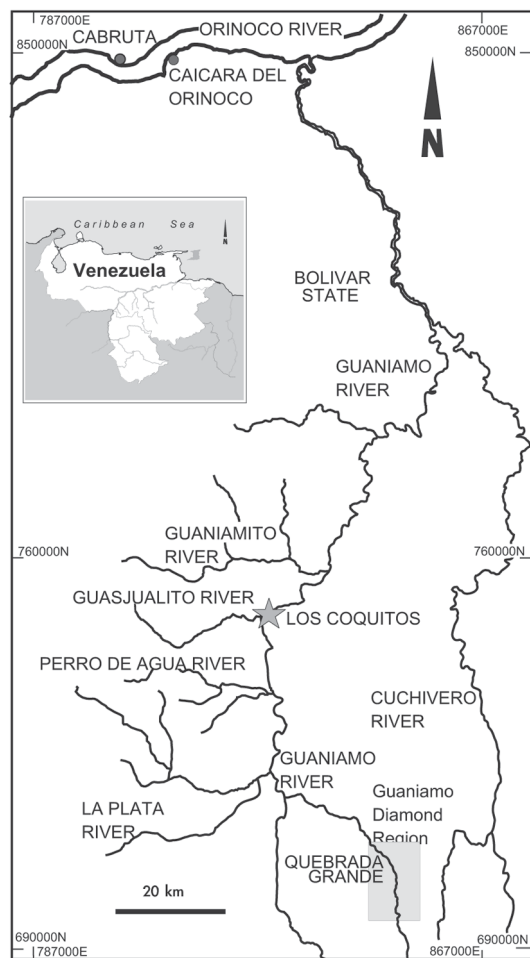 787000E
867000E
ORINOCO RIVER
850000N
850000N
CABRUTA
CAICARA DEL
ORINOCO
N
Caribbean Sea
N
Venezuela
BOLIVAR
STATE
GUANIAMO
RIVER
GUANIAMITO
RIVER
760000N
760000N
GUASJUALITO RIVER
LOS COQUITOS
PERRO DE AGUA RIVER
CUCHIVERO
RIVER
GUANIAMO
RIVER
Guaniamo
Diamond
Region
LA PLATA
RIVER
QUEBRADA
GRANDE
20 km
690000N
690000N
787000E
867000E